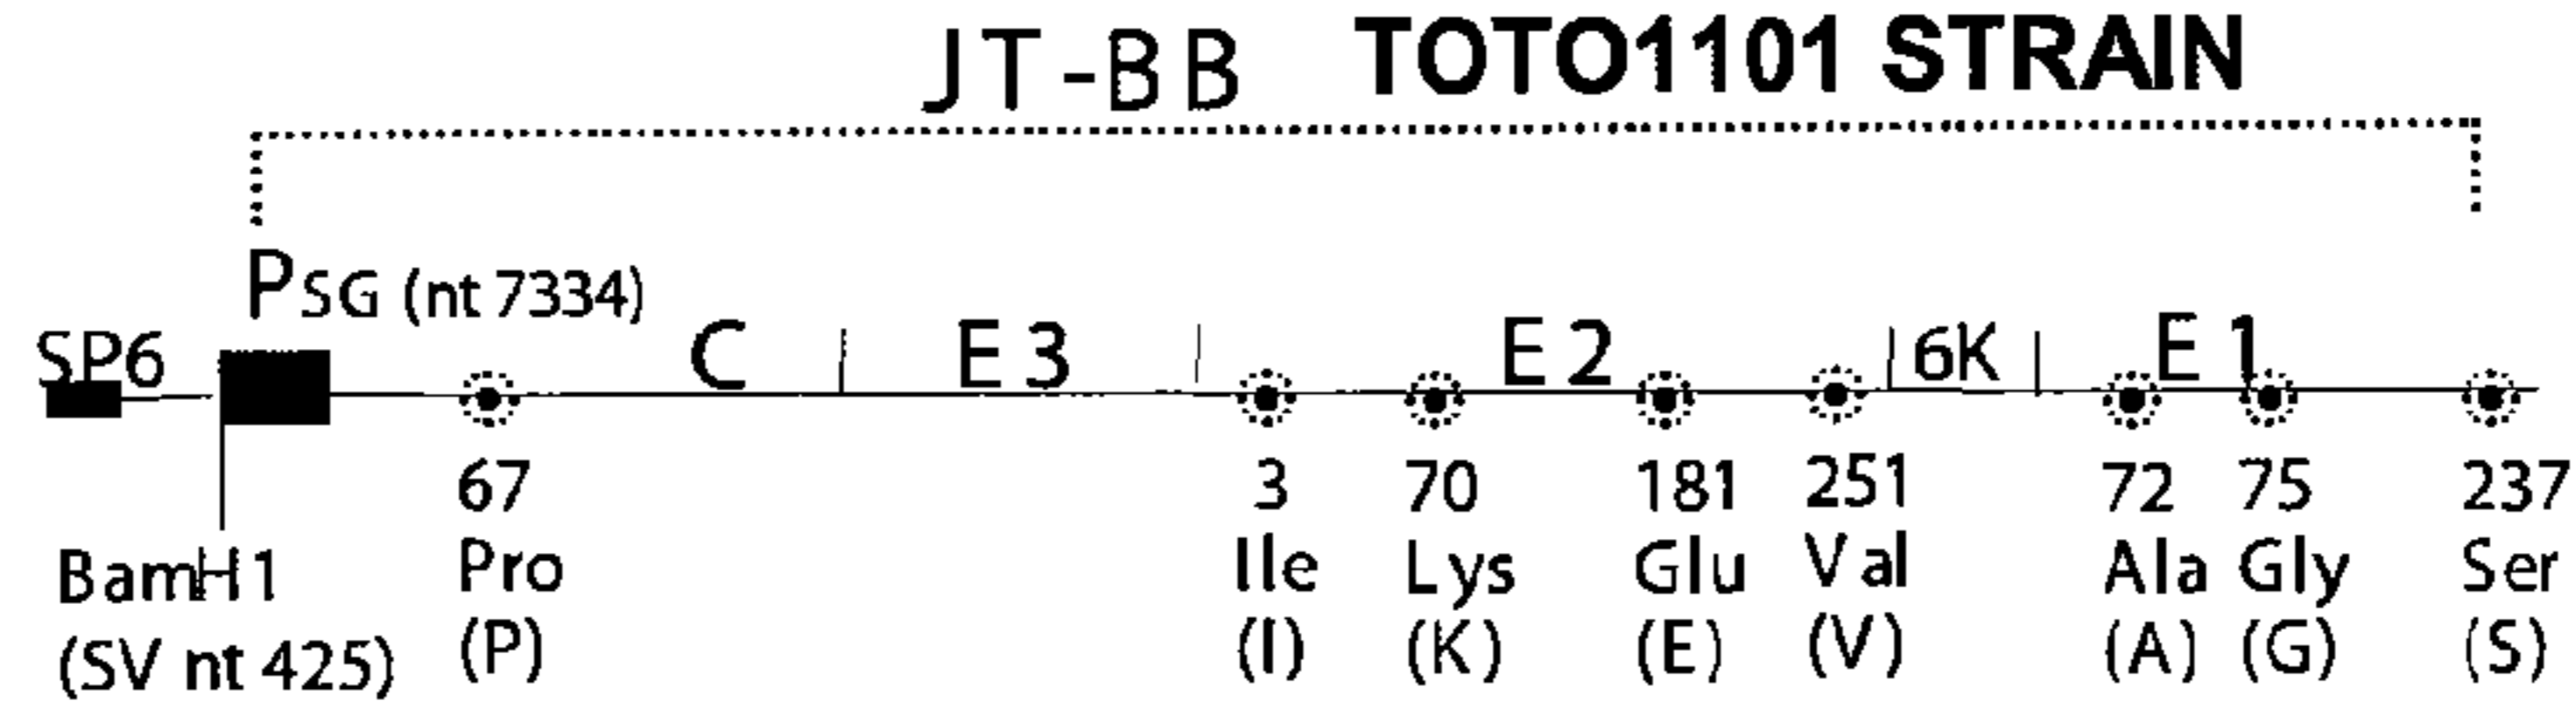 JT-BB TOTO1101 STRAIN
PSG (nt 7334)
SP6 C E3 E2 6K E1
67 3 70 181 251 72 75 237
BamH1 Pro Ile Lys Glu Val Ala Gly Ser
(SV nt 425) (P) (I) (K) (E) (V) (A) (G) (S)